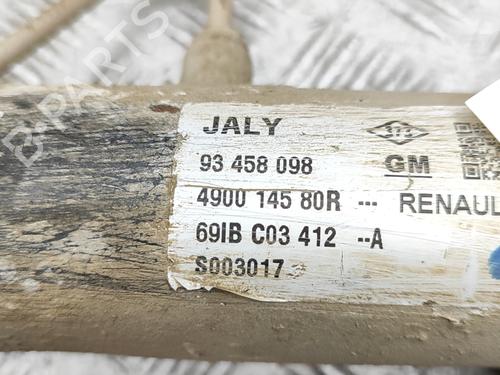 JALY
93 458 098 GM
4900 145 80R --- RENAUL
69IB C03 412 --A
S003017